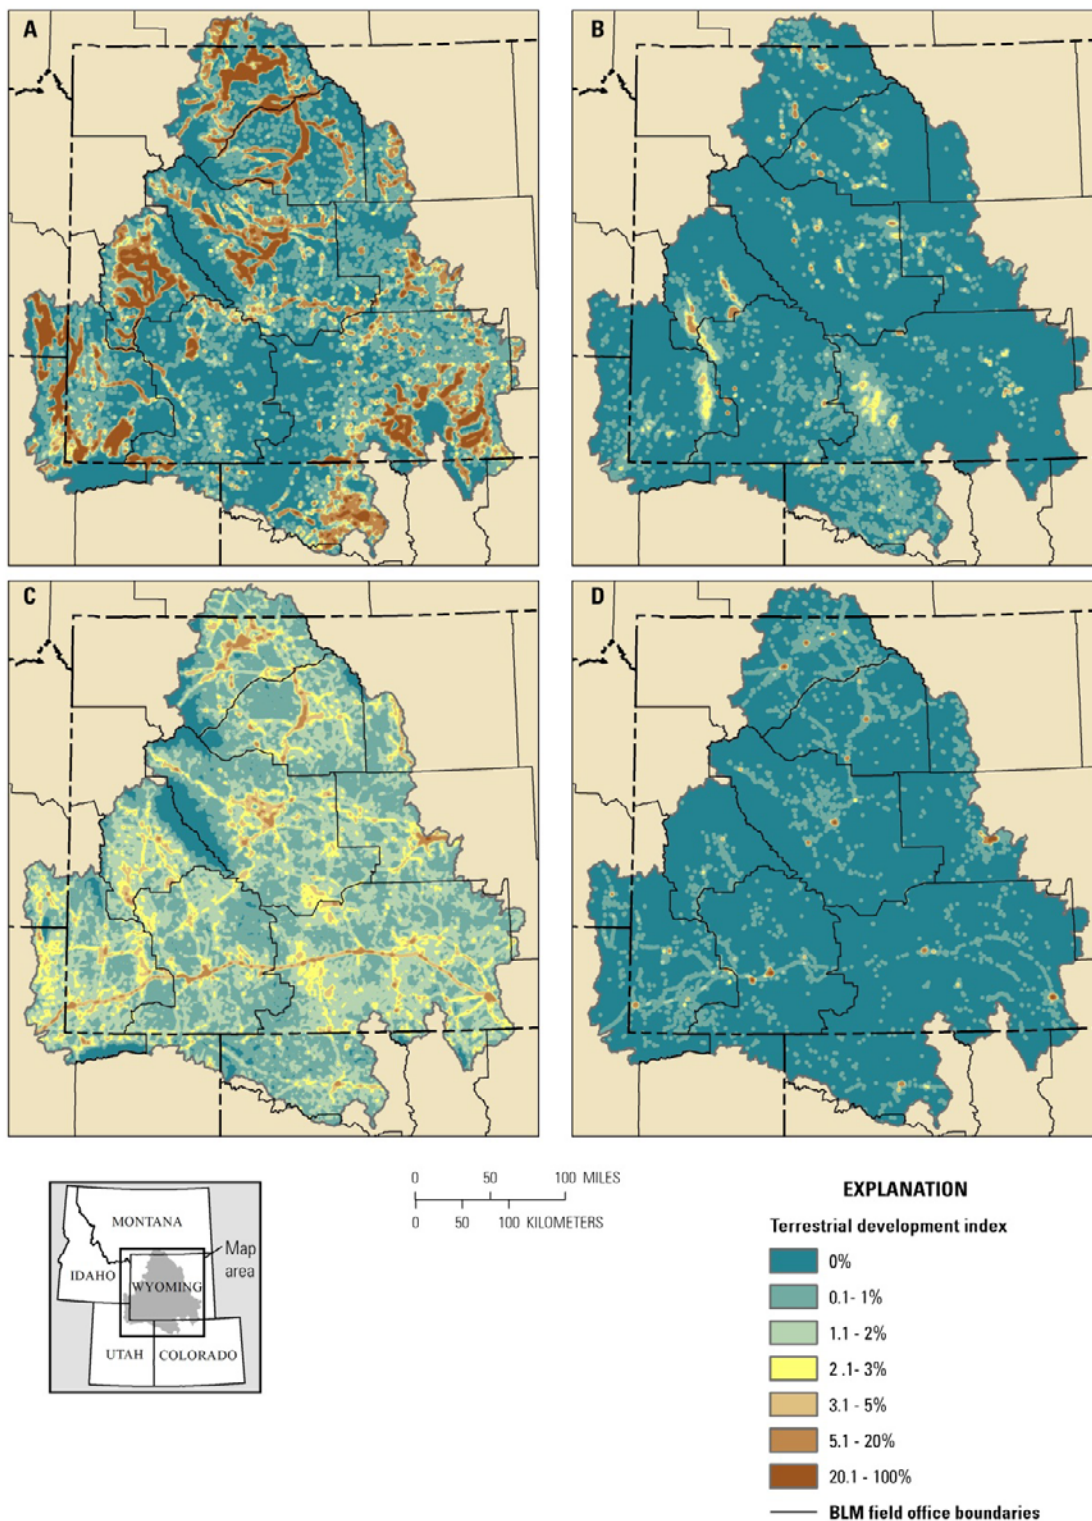 A
B
C
D
0 50 100 MILES
0 50 100 KILOMETERS
MONTANA
Map
area
IDAHO
WYOMING
UTAH
COLORADO
EXPLANATION
Terrestrial development index
0%
0.1- 1%
1.1 - 2%
2 .1- 3%
3.1 - 5%
5.1 - 20%
20.1 - 100%
BLM field office boundaries